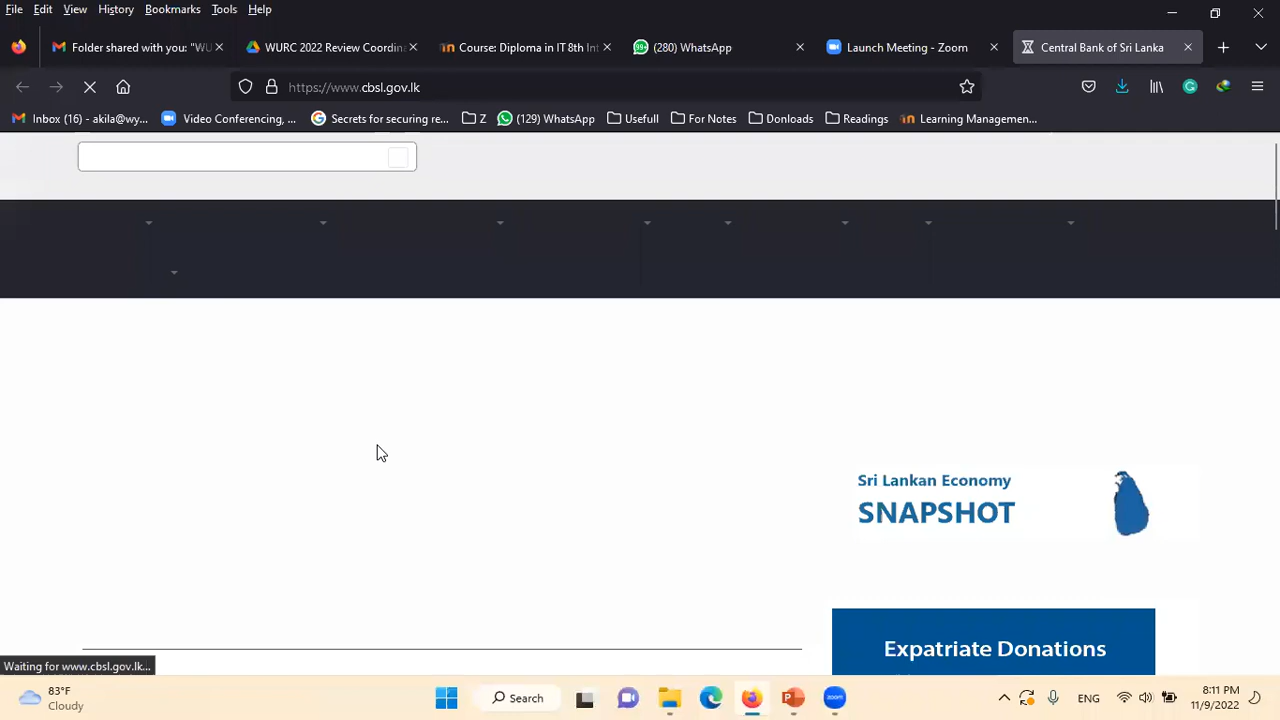 File Edit View History Bookmarks Tools Help
Folder shared with you: "WU WURC 2022 Review Coordina Course: Diploma in IT 8th Int (280) WhatsApp Launch Meeting - Zoom Central Bank of Sri Lanka
https://www.cbsl.gov.lk
Inbox (16) - akila@wy... Video Conferencing, ... Secrets for securing re... Z (129) WhatsApp Usefull For Notes Donloads Readings Learning Managemen...
Sri Lankan Economy
SNAPSHOT
Expatriate Donations
Waiting for www.cbsl.gov.lk...
83°F
Cloudy
Search
ENG
8:11 PM
11/9/2022